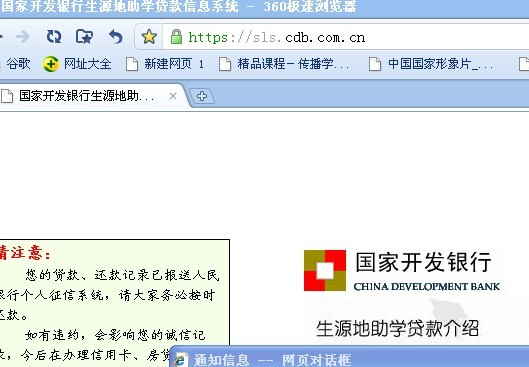 国家开发银行生源地助学贷款信息系统 - 360极速浏览器
https://sls.cdb.com.cn
谷歌 网址大全 新建网页 1 精品课程-传播学... 中国国家形象片_...
国家开发银行生源地助...
请注意：
您的贷款、还款记录已报送人民
银行个人征信系统，请大家务必按时
还款。
如有违约，会影响您的诚信记
录，今后在办理信用卡、房贷
国家开发银行
CHINA DEVELOPMENT BANK
生源地助学贷款介绍
通知信息 -- 网页对话框